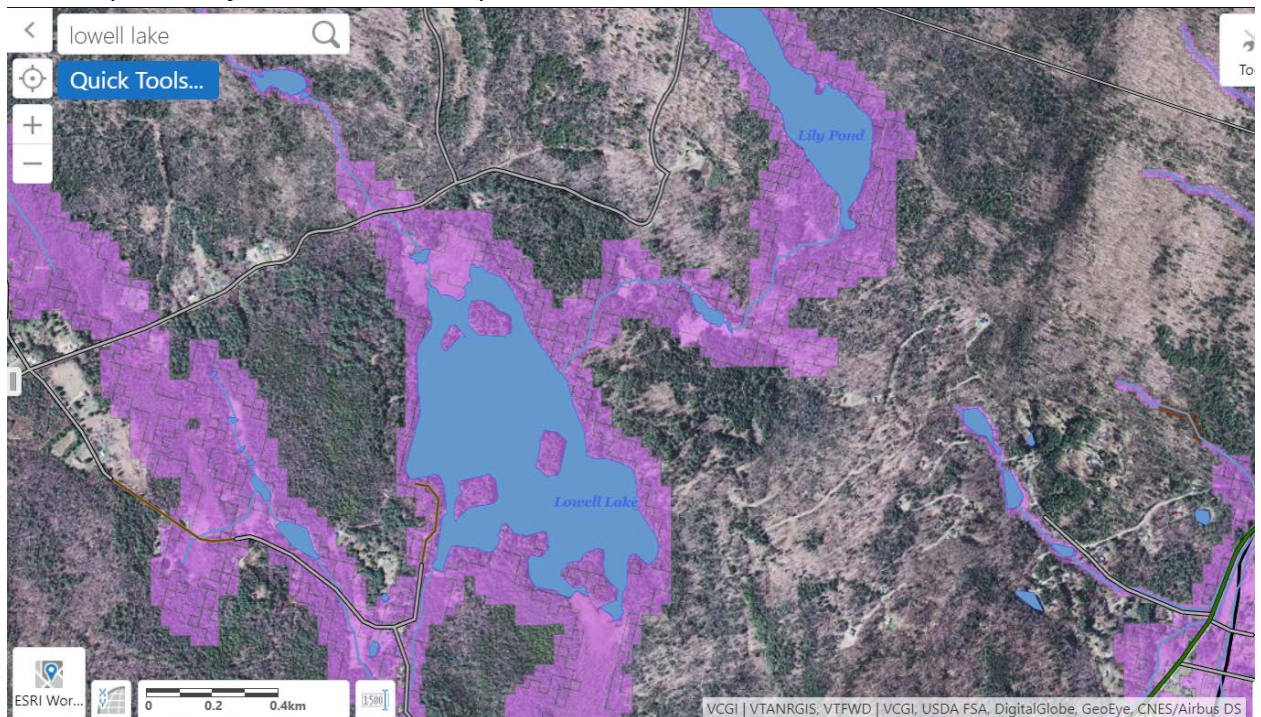 lowell lake
Quick Tools...
Lily Pond
Lowell Lake
ESRI Wor...
0 0.2 0.4km
VCGI | VTANRGIS, VTFWD | VCGI, USDA FSA, DigitalGlobe, GeoEye, CNES/Airbus DS